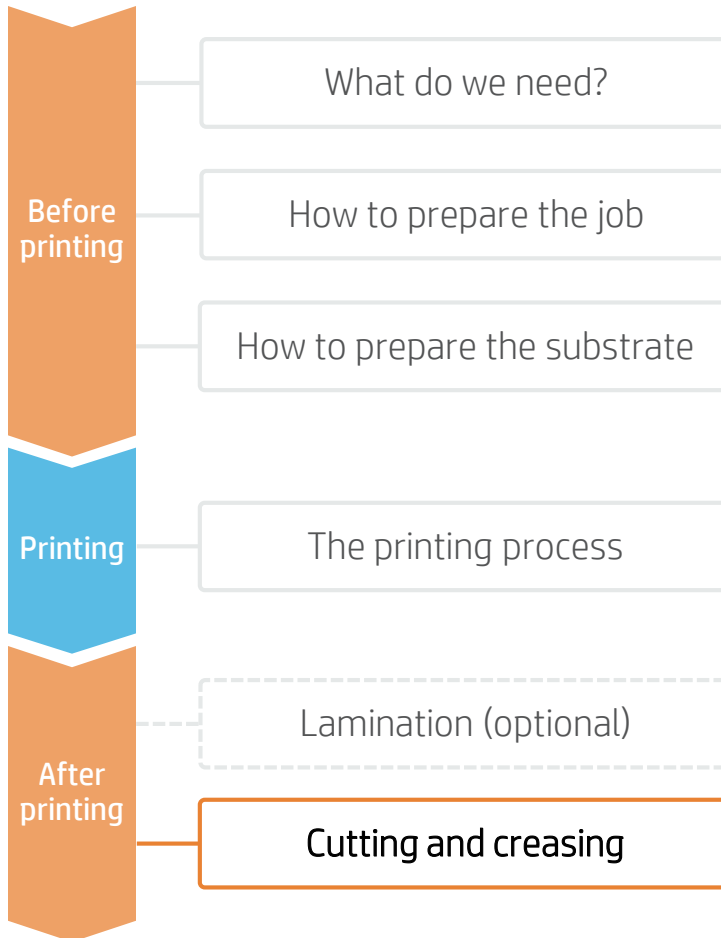 What do we need?
Before
printing
How to prepare the job
How to prepare the substrate
Printing
The printing process
Lamination (optional)
After
printing
Cutting and creasing